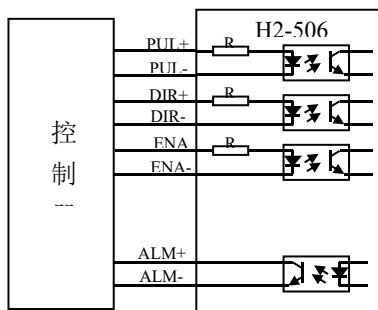 H2-506
PUL+
R
PUL-
DIR+
R
DIR-
ENA
R
ENA-
控
制
ALM+
ALM-